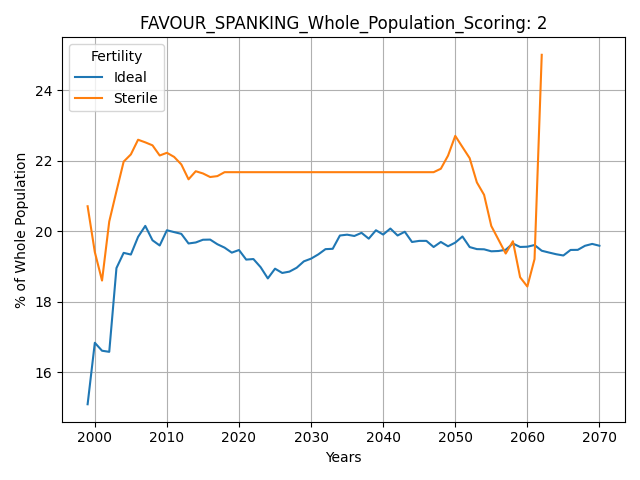 FAVOUR_SPANKING_Whole_Population_Scoring: 2
Fertility
Ideal
Sterile
% of Whole Population
24
22
20
18
16
2000 2010 2020 2030 2040 2050 2060 2070
Years